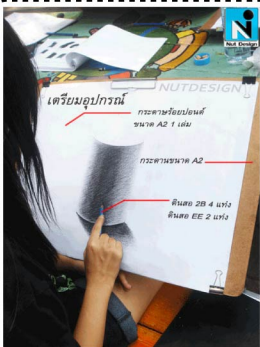 Nut Design
NUTDESIGN
เตรียมอุปกรณ์
กระดาษร้อยปอนด์
ขนาด A2 1 เล่ม
กระดานขนาด A2
ดินสอ 2B 4 แท่ง
ดินสอ EE 2 แท่ง